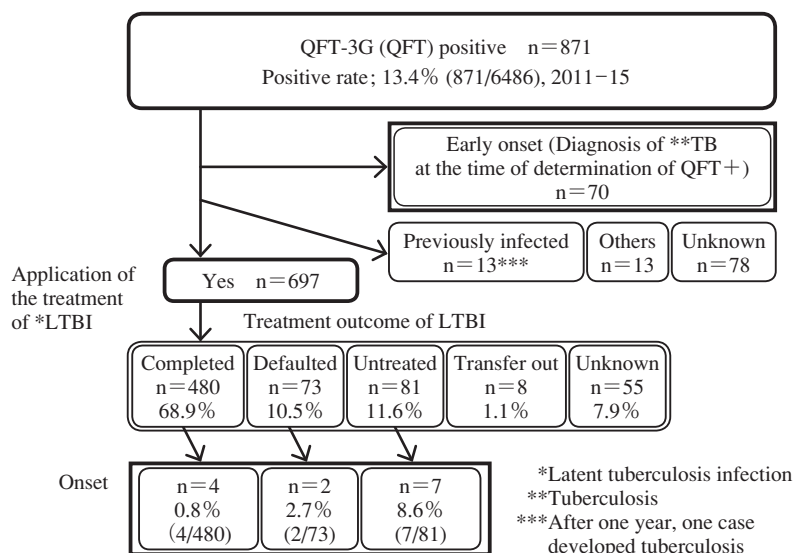 QFT-3G (QFT) positive n=871
Positive rate; 13.4% (871/6486), 2011−15
Early onset (Diagnosis of **TB
at the time of determination of QFT+)
n=70
Previously infected
n=13***
Others
n=13
Unknown
n=78
Application of
the treatment
of *LTBI
Yes n=697
Treatment outcome of LTBI
Completed
n=480
68.9%
Defaulted
n=73
10.5%
Untreated
n=81
11.6%
Transfer out
n=8
1.1%
Unknown
n=55
7.9%
Onset
n=4
0.8%
(4/480)
n=2
2.7%
(2/73)
n=7
8.6%
(7/81)
*Latent tuberculosis infection
**Tuberculosis
***After one year, one case
developed tuberculosis